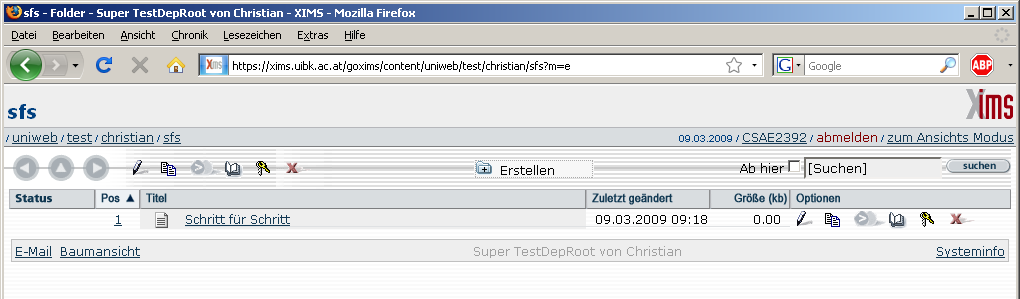 sfs - Folder - Super TestDepRoot von Christian - XIMS - Mozilla Firefox
Datei Bearbeiten Ansicht Chronik Lesezeichen Extras Hilfe
Xims https://xims.uibk.ac.at/goxims/content/uniweb/test/christian/sfs?m=e G Google ABP
sfs Xims
/ uniweb / test / christian / sfs 09.03.2009 / CSAE2392 / abmelden / zum Ansichts Modus
Erstellen Ab hier [Suchen] suchen
Status Pos Titel Zuletzt geändert Größe (kb) Optionen
1 Schritt für Schritt 09.03.2009 09:18 0.00
E-Mail Baumansicht Super TestDepRoot von Christian Systeminfo